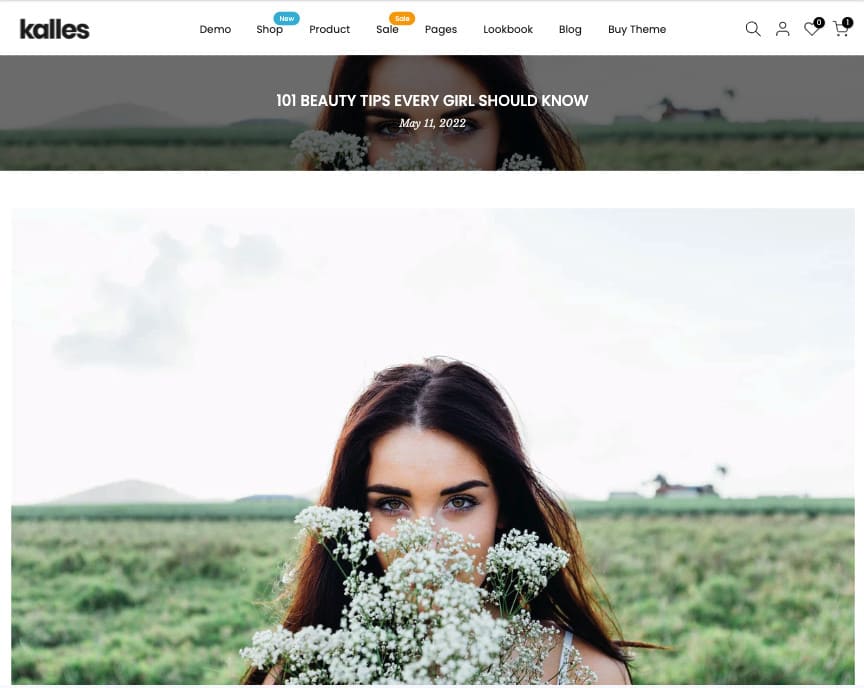 kalles
Demo
Shop
New
Product
Sale
Sale
Pages
Lookbook
Blog
Buy Theme
0
1
101 BEAUTY TIPS EVERY GIRL SHOULD KNOW
May 11, 2022